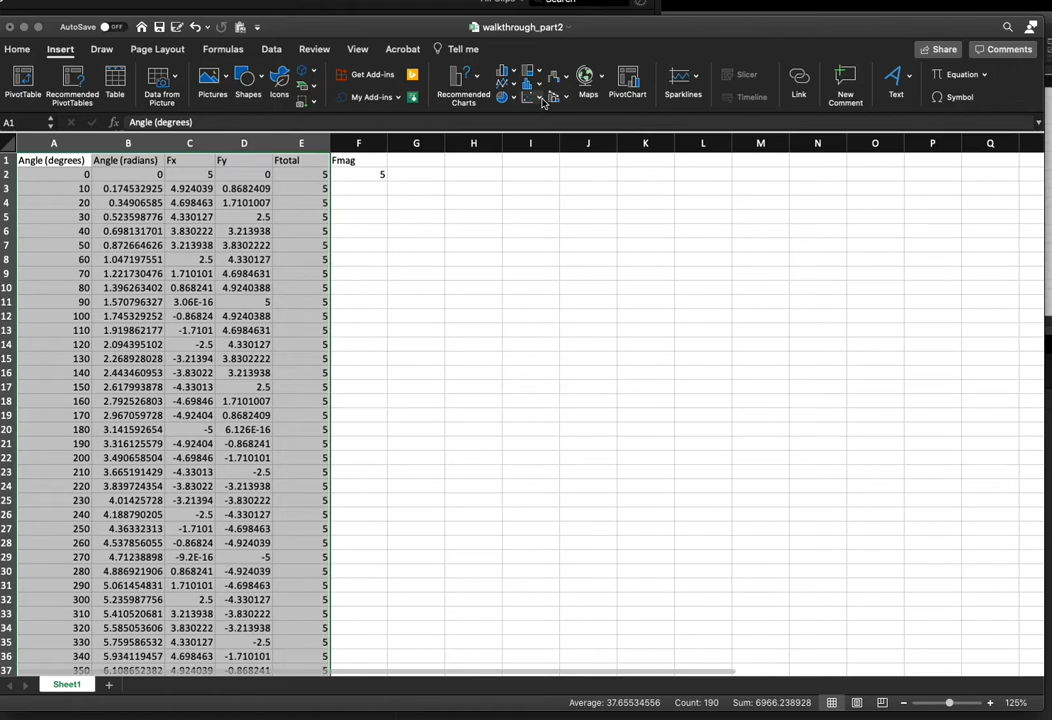 Search
AutoSave OFF walkthrough_part2
Home Insert Draw Page Layout Formulas Data Review View Acrobat Tell me Share Comments
PivotTable Recommended PivotTables Table Data from Picture Pictures Shapes Icons Get Add-ins My Add-ins Recommended Charts Maps PivotChart Sparklines Slicer Timeline Link New Comment Text Equation Symbol
A1 fx Angle (degrees)
A B C D E F G H I J K L M N O P Q
1 Angle (degrees) Angle (radians) Fx Fy Ftotal Fmag
2 0 0 5 0 5 5
3 10 0.174532925 4.924039 0.8682409 5
4 20 0.34906585 4.698463 1.7101007 5
5 30 0.523598776 4.330127 2.5 5
6 40 0.698131701 3.830222 3.213938 5
7 50 0.872664626 3.213938 3.8302222 5
8 60 1.047197551 2.5 4.330127 5
9 70 1.221730476 1.710101 4.6984631 5
10 80 1.396263402 0.868241 4.9240388 5
11 90 1.570796327 3.06E-16 5 5
12 100 1.745329252 -0.86824 4.9240388 5
13 110 1.919862177 -1.7101 4.6984631 5
14 120 2.094395102 -2.5 4.330127 5
15 130 2.268928028 -3.21394 3.8302222 5
16 140 2.443460953 -3.83022 3.213938 5
17 150 2.617993878 -4.33013 2.5 5
18 160 2.792526803 -4.69846 1.7101007 5
19 170 2.967059728 -4.92404 0.8682409 5
20 180 3.141592654 -5 6.126E-16 5
21 190 3.316125579 -4.92404 -0.868241 5
22 200 3.490658504 -4.69846 -1.710101 5
23 210 3.665191429 -4.33013 -2.5 5
24 220 3.839724354 -3.83022 -3.213938 5
25 230 4.01425728 -3.21394 -3.830222 5
26 240 4.188790205 -2.5 -4.330127 5
27 250 4.36332313 -1.7101 -4.698463 5
28 260 4.537856055 -0.86824 -4.924039 5
29 270 4.71238898 -9.2E-16 -5 5
30 280 4.886921906 0.868241 -4.924039 5
31 290 5.061454831 1.710101 -4.698463 5
32 300 5.235987756 2.5 -4.330127 5
33 310 5.410520681 3.213938 -3.830222 5
34 320 5.585053606 3.830222 -3.213938 5
35 330 5.759586532 4.330127 -2.5 5
36 340 5.934119457 4.698463 -1.710101 5
37 350 6.108652382 4.924039 -0.868241 5
Sheet1
Average: 37.65534556 Count: 190 Sum: 6966.238928 125%